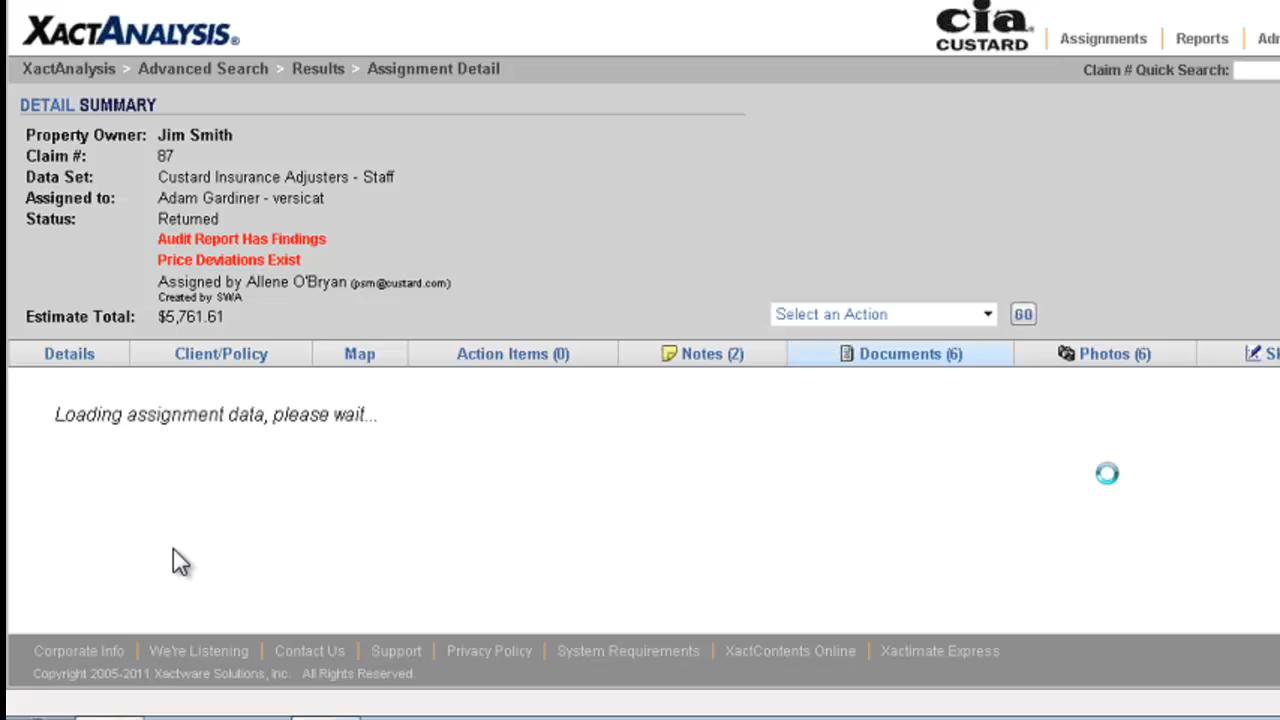 XACTANALYSIS®
cia
CUSTARD
Assignments
Reports
XactAnalysis > Advanced Search > Results > Assignment Detail
Claim # Quick Search:
DETAIL SUMMARY
Property Owner: Jim Smith
Claim #: 87
Data Set: Custard Insurance Adjusters - Staff
Assigned to: Adam Gardiner - versicat
Status: Returned
Audit Report Has Findings
Price Deviations Exist
Assigned by Allene O'Bryan (psm@custard.com)
Created by SWA
Estimate Total: $5,761.61
Select an Action
GO
Details
Client/Policy
Map
Action Items (0)
Notes (2)
Documents (6)
Photos (6)
Loading assignment data, please wait...
Corporate Info | We're Listening | Contact Us | Support | Privacy Policy | System Requirements | XactContents Online | Xactimate Express
Copyright 2005-2011 Xactware Solutions, Inc. All Rights Reserved.